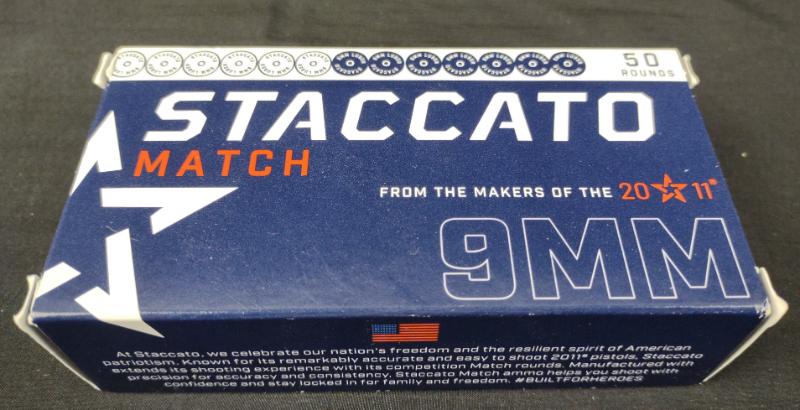 50
ROUNDS
STACCATO
MATCH
FROM THE MAKERS OF THE 2011®
9MM
At Staccato, we celebrate our nation's freedom and the resilient spirit of American
patriotism. Known for its remarkably accurate and easy to shoot 2011® pistols, Staccato
extends its shooting experience with its competition Match rounds. Manufactured with
precision for accuracy and consistency, Staccato Match ammo helps you shoot with
confidence and stay locked in for family and freedom. #BUILTFORHEROES